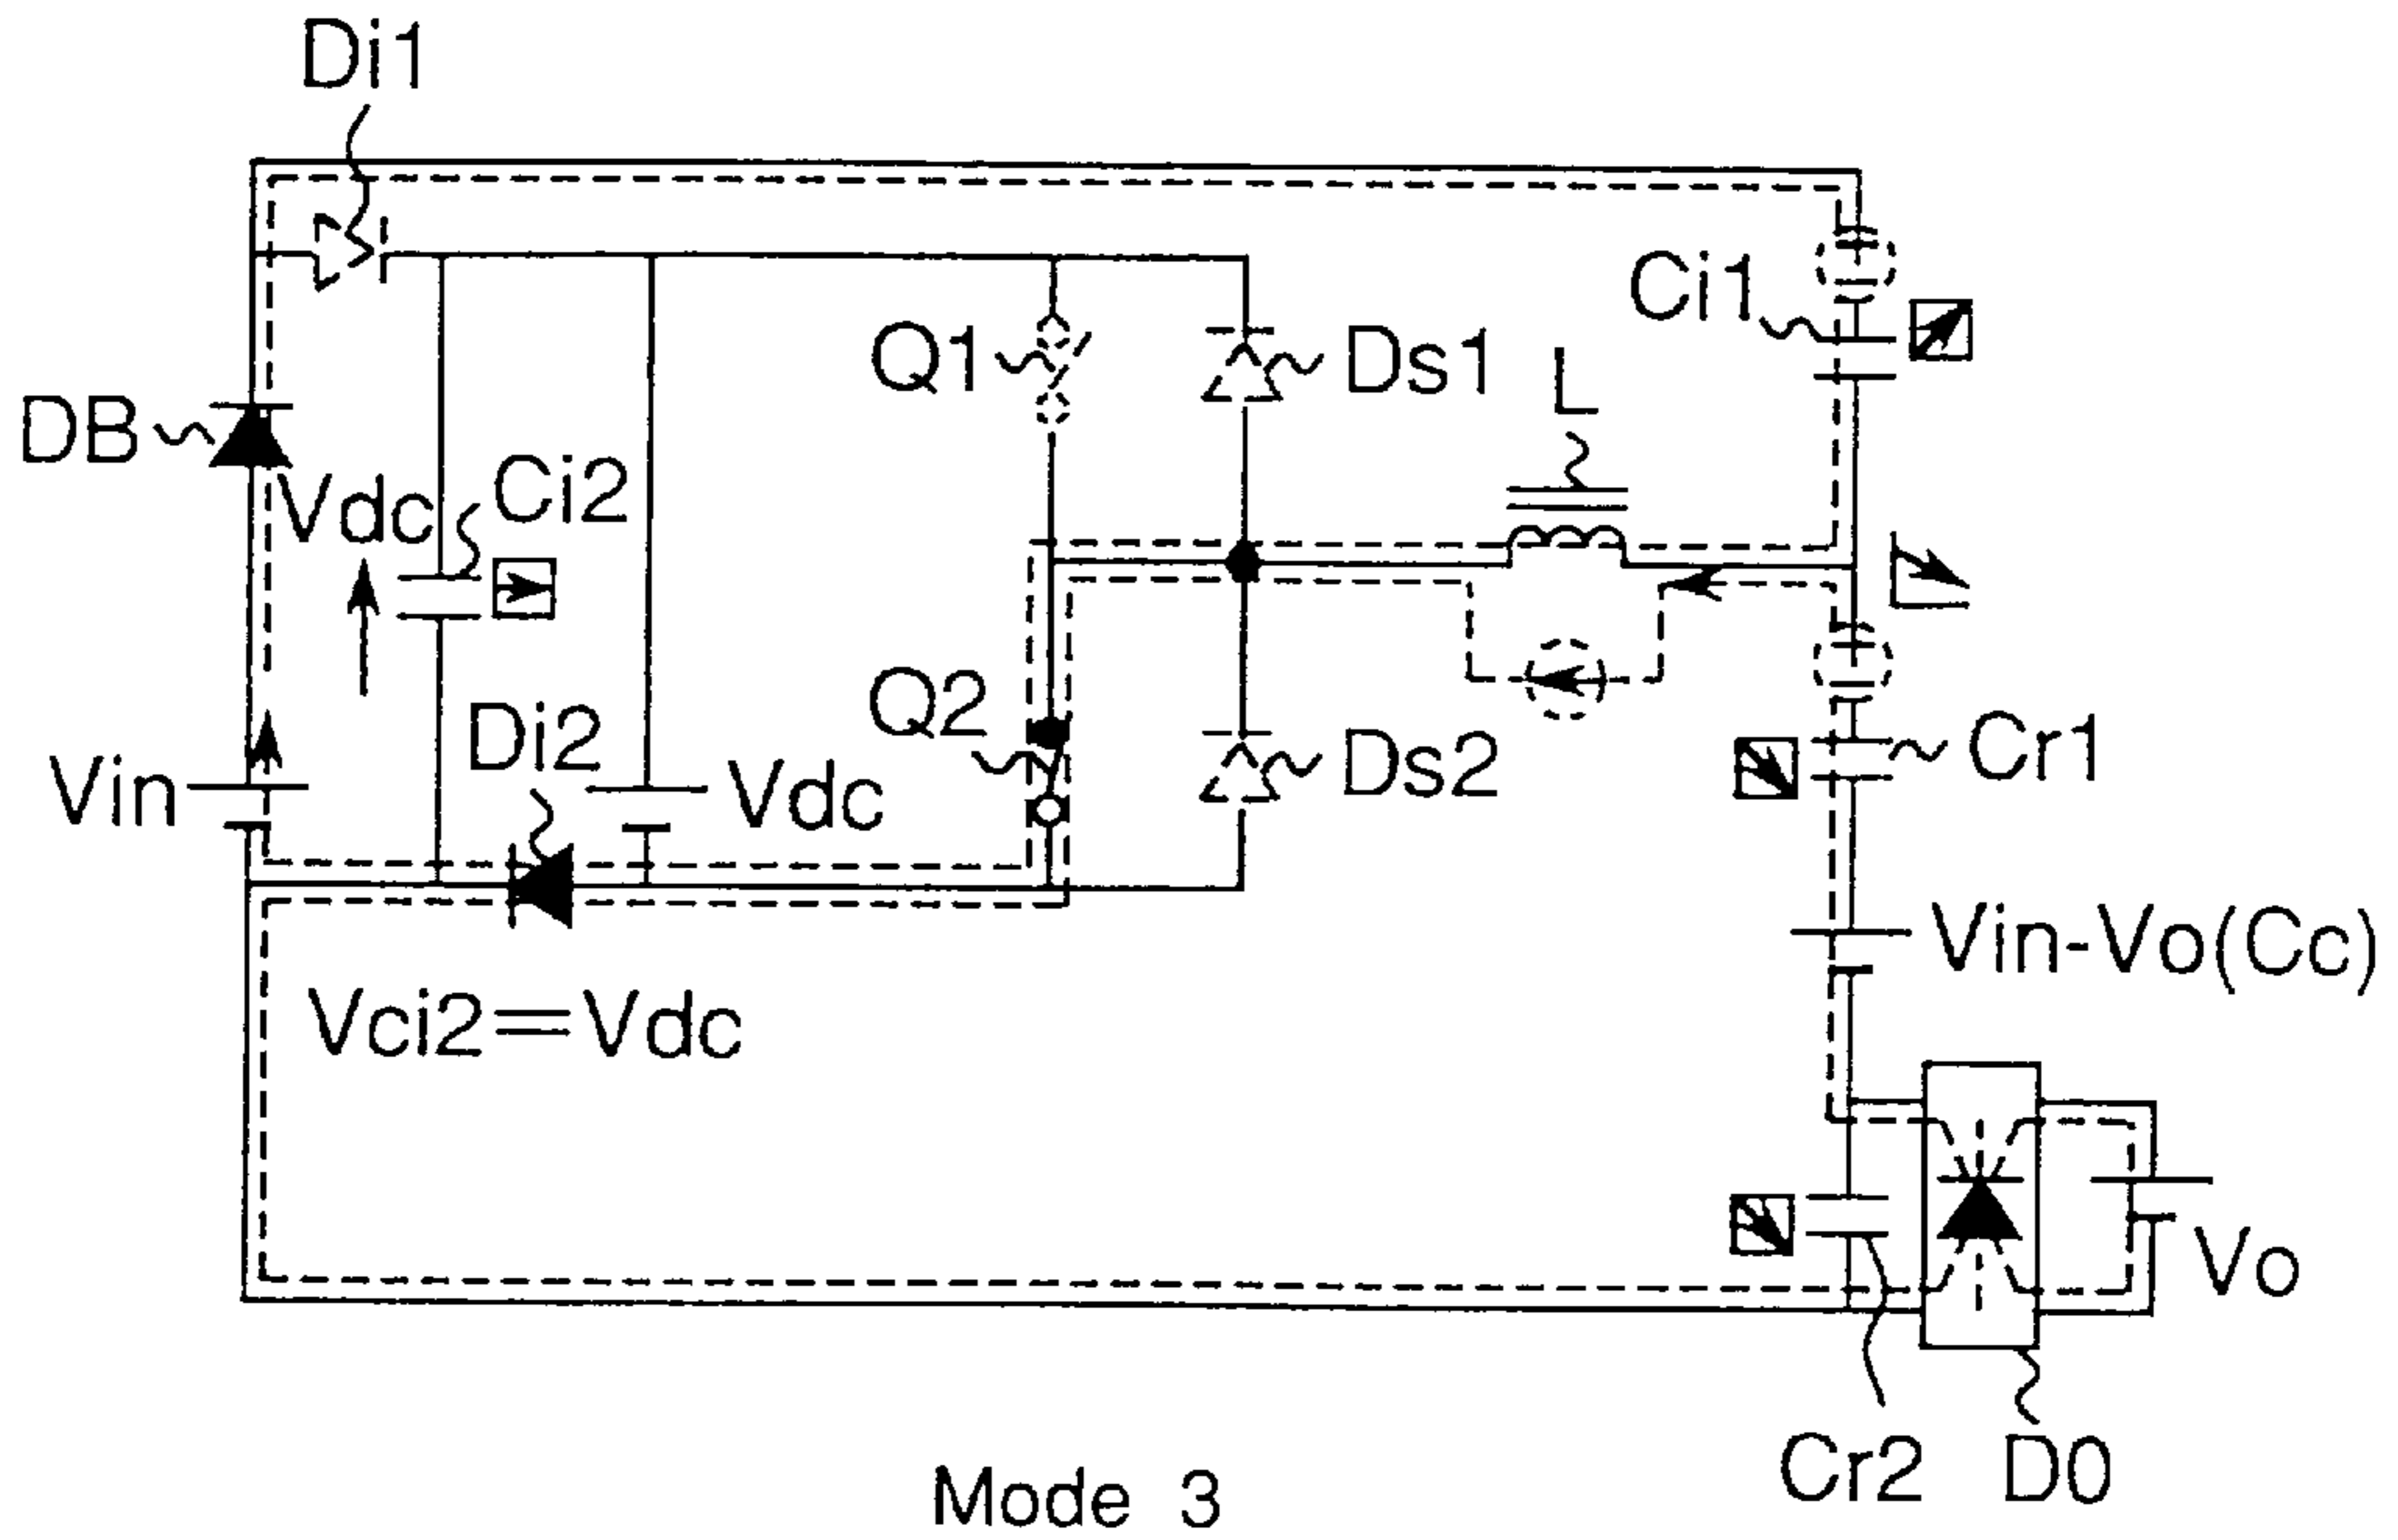 Di1
Ci1
Q1
Ds1
L
DB
Vdc
Ci2
Q2
Di2
Ds2
Cr1
Vin
Vdc
Vin-Vo(Cc)
Vci2=Vdc
Vo
Cr2
D0
Mode 3